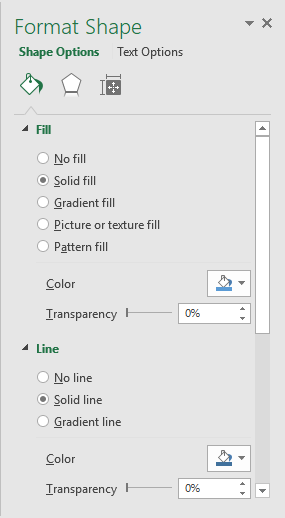 Format Shape
Shape Options Text Options
Fill
No fill
Solid fill
Gradient fill
Picture or texture fill
Pattern fill
Color
Transparency 0%
Line
No line
Solid line
Gradient line
Color
Transparency 0%